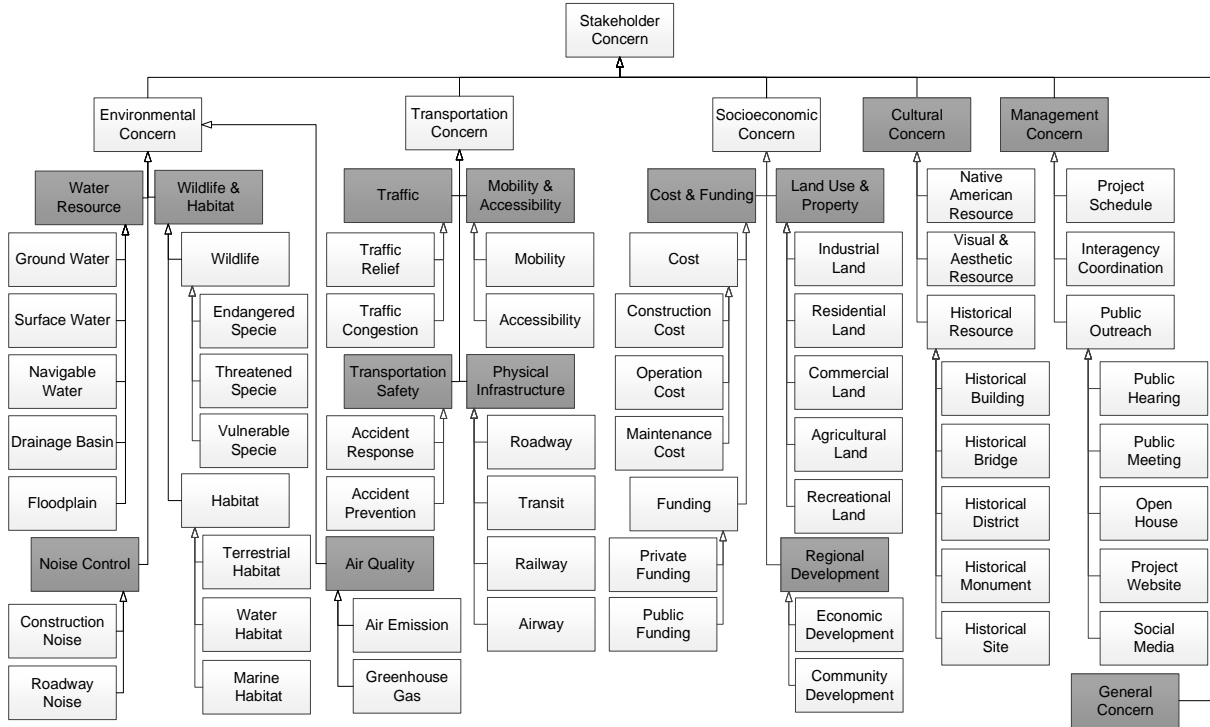 Stakeholder
Concern
Environmental
Concern
Transportation
Concern
Socioeconomic
Concern
Cultural
Concern
Management
Concern
Water
Resource
Wildlife &
Habitat
Ground Water
Surface Water
Navigable
Water
Drainage Basin
Floodplain
Wildlife
Endangered
Specie
Threatened
Specie
Vulnerable
Specie
Habitat
Terrestrial
Habitat
Water
Habitat
Marine
Habitat
Noise Control
Construction
Noise
Roadway
Noise
Air Quality
Air Emission
Greenhouse
Gas
Traffic
Traffic
Relief
Traffic
Congestion
Mobility &
Accessibility
Mobility
Accessibility
Transportation
Safety
Accident
Response
Accident
Prevention
Physical
Infrastructure
Roadway
Transit
Railway
Airway
Cost & Funding
Cost
Construction
Cost
Operation
Cost
Maintenance
Cost
Funding
Private
Funding
Public
Funding
Land Use &
Property
Industrial
Land
Residential
Land
Commercial
Land
Agricultural
Land
Recreational
Land
Regional
Development
Economic
Development
Community
Development
Native
American
Resource
Visual &
Aesthetic
Resource
Historical
Resource
Historical
Building
Historical
Bridge
Historical
District
Historical
Monument
Historical
Site
Project
Schedule
Interagency
Coordination
Public
Outreach
Public
Hearing
Public
Meeting
Open
House
Project
Website
Social
Media
General
Concern